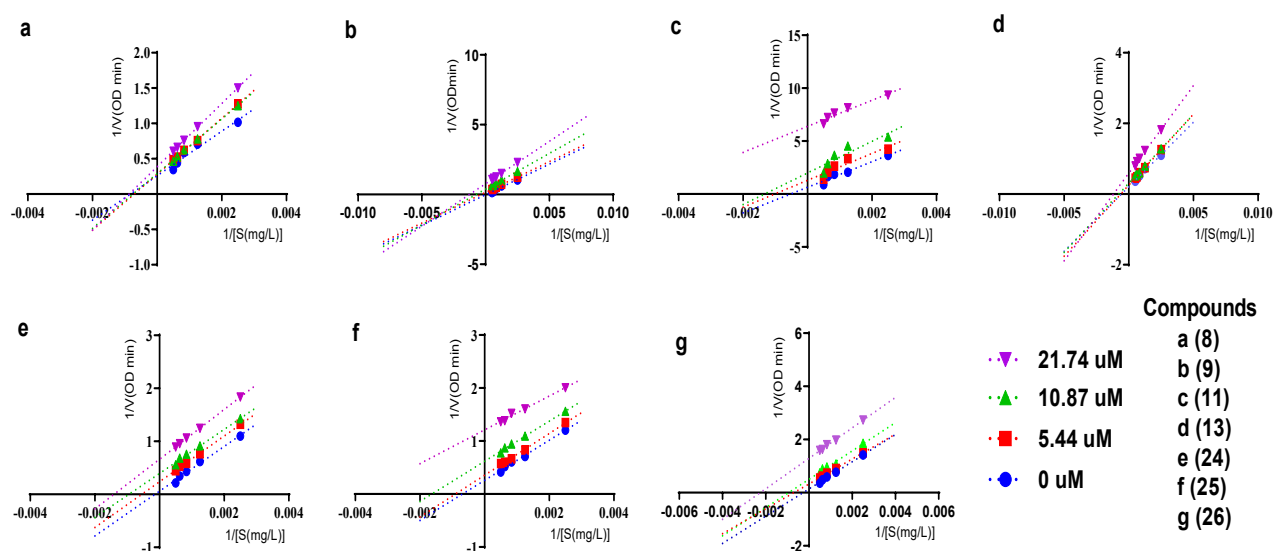 a
1/V(OD min)
2.0
1.5
1.0
0.5
-0.5
-1.0
-0.004
-0.002
0.002
0.004
1/[S(mg/L)]
b
1/V(ODmin)
10
5
-5
-0.010
-0.005
0.005
0.010
1/[S(mg/L)]
c
1/V(OD min)
15
10
5
-5
-0.004
-0.002
0.002
0.004
1/[S(mg/L)]
d
1/V(OD min)
4
2
-2
-0.010
-0.005
0.005
0.010
1/[S(mg/L)]
e
1/V(OD min)
3
2
1
-1
-0.004
-0.002
0.002
0.004
1/[S(mg/L)]
f
1/V(OD min)
3
2
1
-1
-0.004
-0.002
0.002
0.004
1/[S(mg/L)]
g
1/V(OD min)
6
4
2
-2
-0.006
-0.004
-0.002
0.002
0.004
0.006
1/[S(mg/L)]
21.74 uM
10.87 uM
5.44 uM
0 uM
Compounds
a (8)
b (9)
c (11)
d (13)
e (24)
f (25)
g (26)